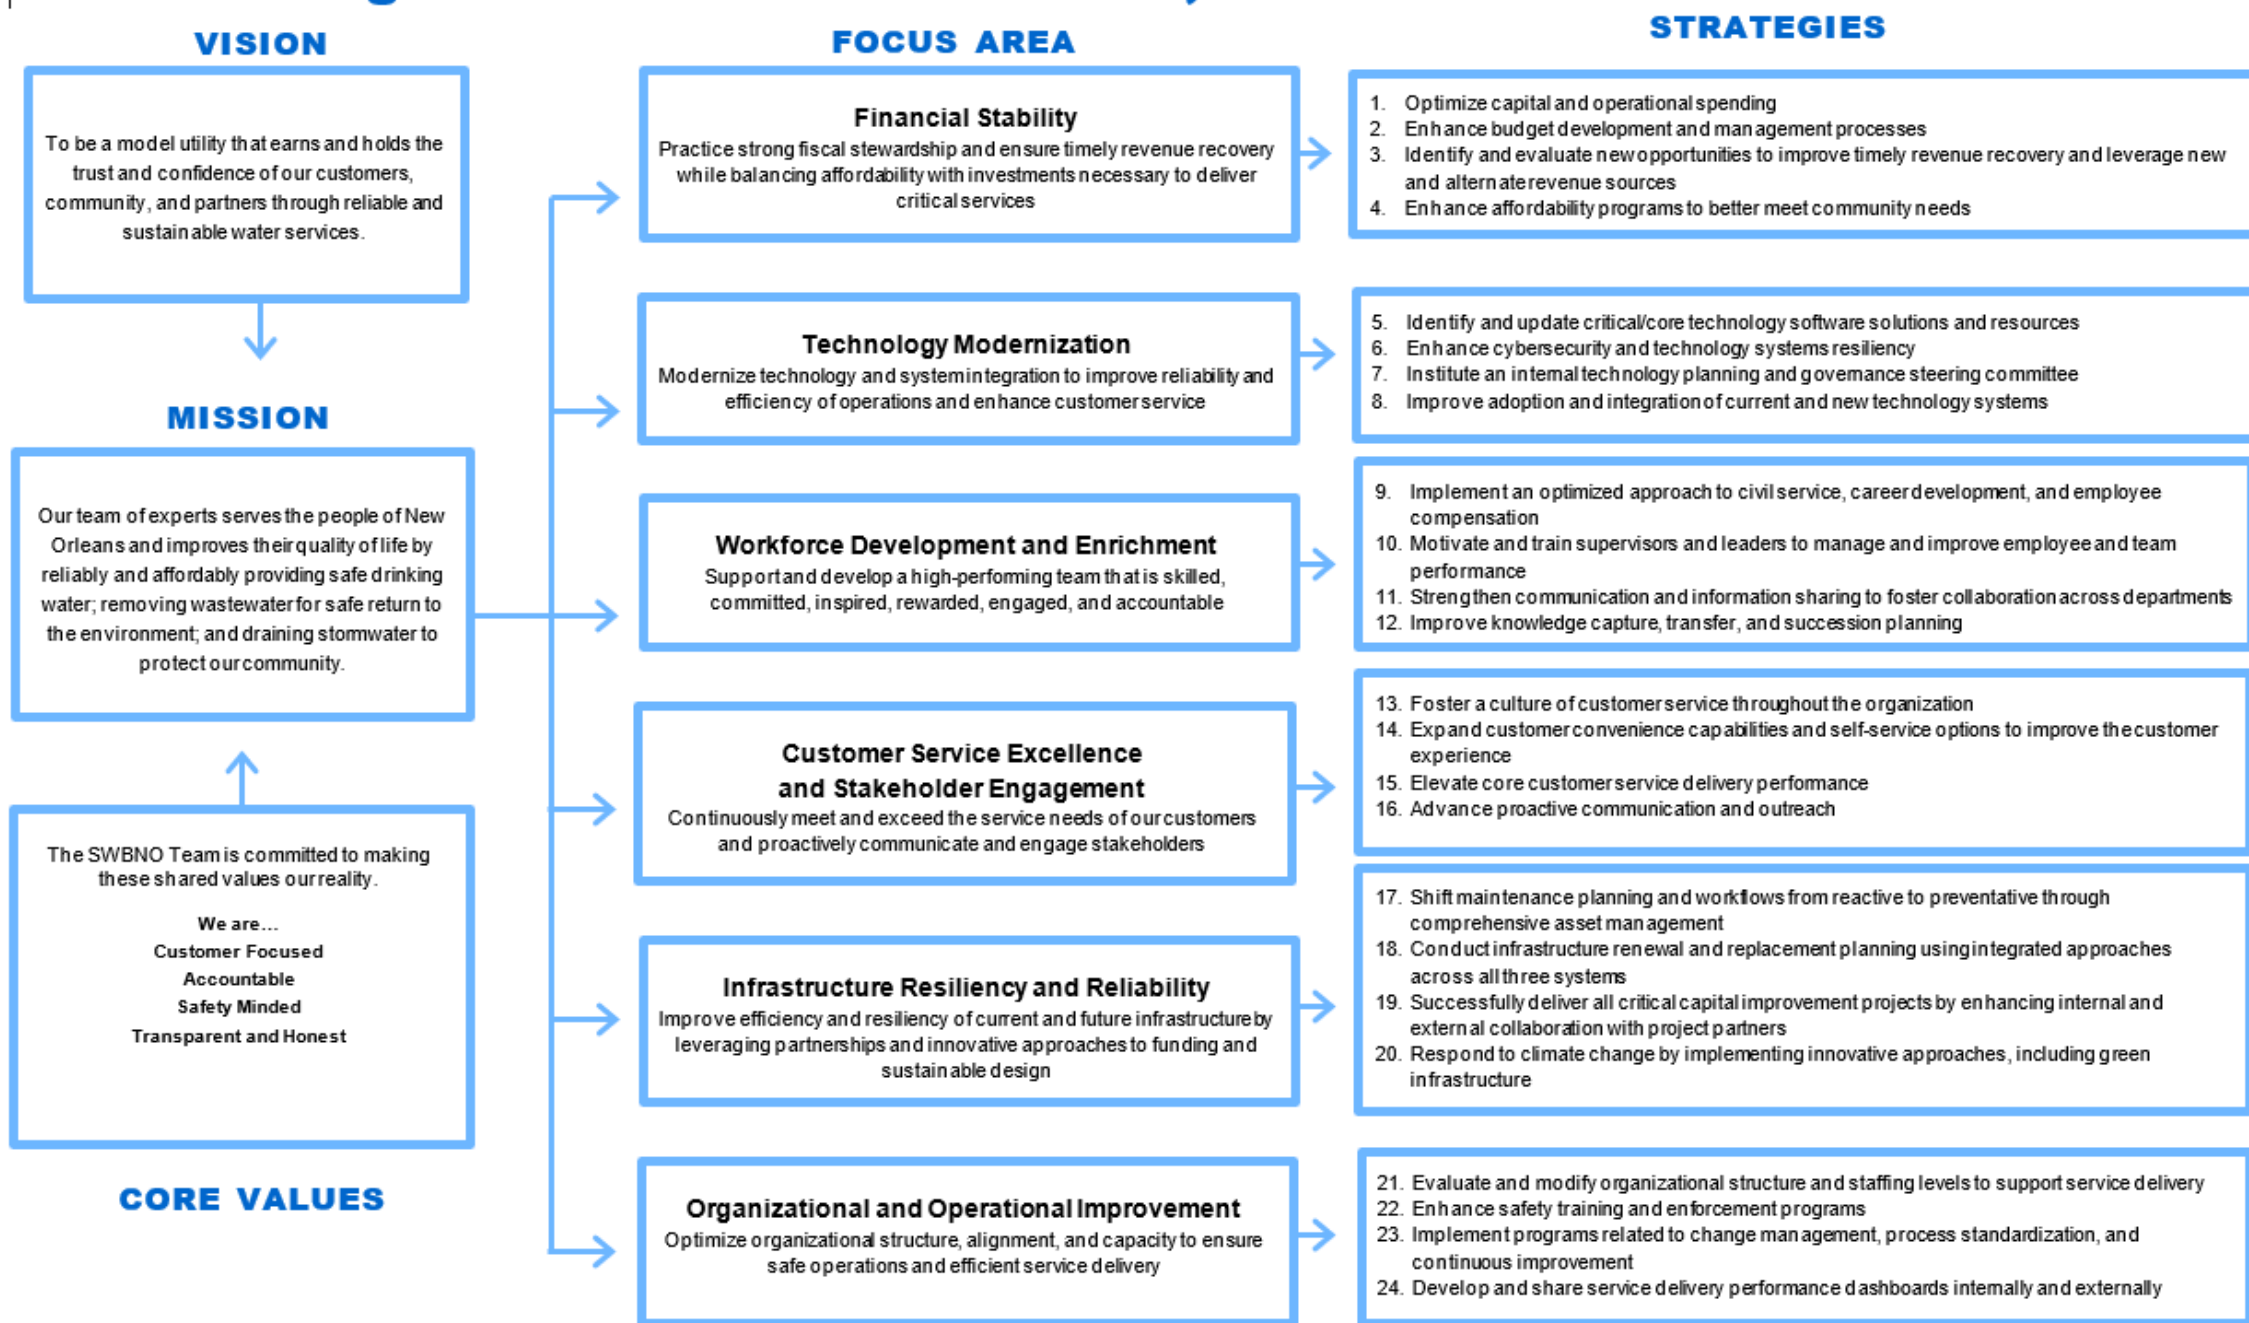 VISION
To be a model utility that earns and holds the
trust and confidence of our customers,
community, and partners through reliable and
sustainable water services.
MISSION
Our team of experts serves the people of New
Orleans and improves their quality of life by
reliably and affordably providing safe drinking
water; removing wastewater for safe return to
the environment; and draining stormwater to
protect our community.
The SWBNO Team is committed to making
these shared values our reality.
We are...
Customer Focused
Accountable
Safety Minded
Transparent and Honest
CORE VALUES
FOCUS AREA
Financial Stability
Practice strong fiscal stewardship and ensure timely revenue recovery
while balancing affordability with investments necessary to deliver
critical services
Technology Modernization
Modernize technology and system integration to improve reliability and
efficiency of operations and enhance customer service
Workforce Development and Enrichment
Support and develop a high-performing team that is skilled,
committed, inspired, rewarded, engaged, and accountable
Customer Service Excellence
and Stakeholder Engagement
Continuously meet and exceed the service needs of our customers
and proactively communicate and engage stakeholders
Infrastructure Resiliency and Reliability
Improve efficiency and resiliency of current and future infrastructure by
leveraging partnerships and innovative approaches to funding and
sustainable design
Organizational and Operational Improvement
Optimize organizational structure, alignment, and capacity to ensure
safe operations and efficient service delivery
STRATEGIES
1. Optimize capital and operational spending
2. Enhance budget development and management processes
3. Identify and evaluate new opportunities to improve timely revenue recovery and leverage new
and alternate revenue sources
4. Enhance affordability programs to better meet community needs
5. Identify and update critical/core technology software solutions and resources
6. Enhance cybersecurity and technology systems resiliency
7. Institute an internal technology planning and governance steering committee
8. Improve adoption and integration of current and new technology systems
9. Implement an optimized approach to civil service, career development, and employee
compensation
10. Motivate and train supervisors and leaders to manage and improve employee and team
performance
11. Strengthen communication and information sharing to foster collaboration across departments
12. Improve knowledge capture, transfer, and succession planning
13. Foster a culture of customer service throughout the organization
14. Expand customer convenience capabilities and self-service options to improve the customer
experience
15. Elevate core customer service delivery performance
16. Advance proactive communication and outreach
17. Shift maintenance planning and workflows from reactive to preventative through
comprehensive asset management
18. Conduct infrastructure renewal and replacement planning using integrated approaches
across all three systems
19. Successfully deliver all critical capital improvement projects by enhancing internal and
external collaboration with project partners
20. Respond to climate change by implementing innovative approaches, including green
infrastructure
21. Evaluate and modify organizational structure and staffing levels to support service delivery
22. Enhance safety training and enforcement programs
23. Implement programs related to change management, process standardization, and
continuous improvement
24. Develop and share service delivery performance dashboards internally and externally